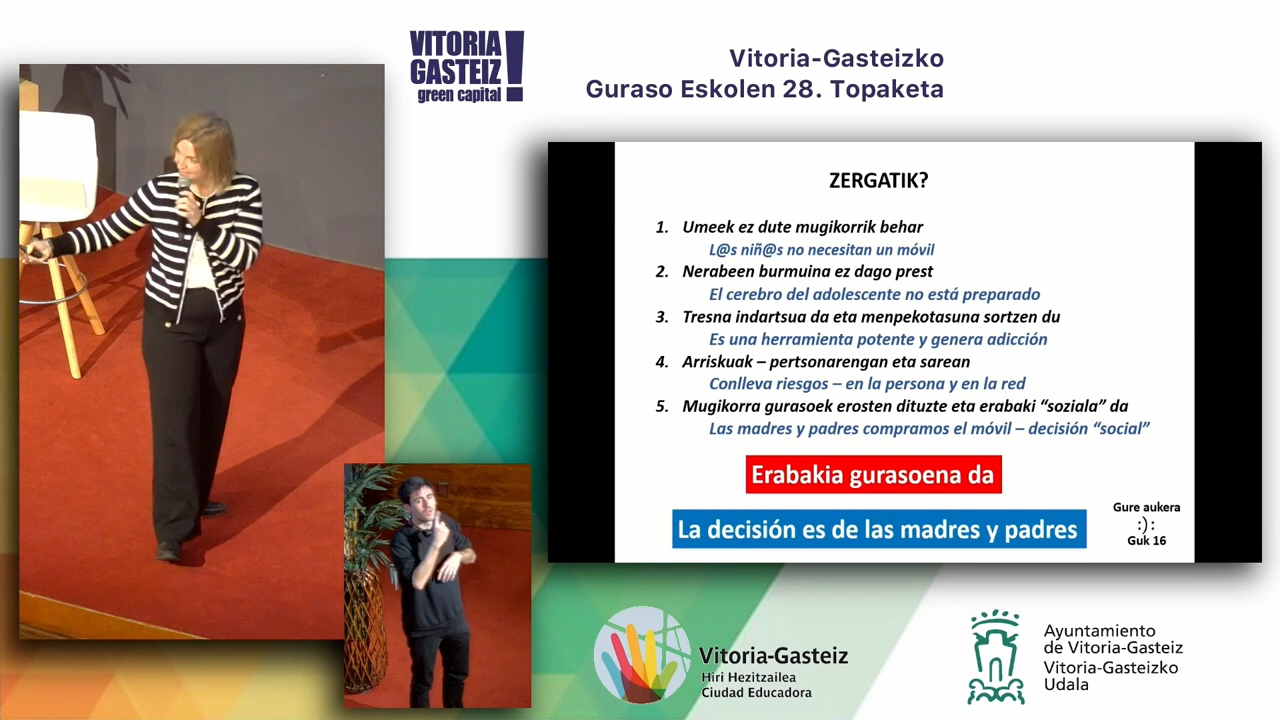 VITORIA
GASTEIZ!
green capital
Vitoria-Gasteizko
Guraso Eskolen 28. Topaketa
ZERGATIK?
1. Umeek ez dute mugikorrik behar
L@s niñ@s no necesitan un móvil
2. Nerabeen burmuina ez dago prest
El cerebro del adolescente no está preparado
3. Tresna indartsua da eta menpekotasuna sortzen du
Es una herramienta potente y genera adicción
4. Arriskuak – pertsonarengan eta sarean
Conlleva riesgos – en la persona y en la red
5. Mugikorra gurasoek erosten dituzte eta erabaki “soziala” da
Las madres y padres compramos el móvil – decisión “social”
Erabakia gurasoena da
La decisión es de las madres y padres
Gure aukera
:) :
Guk 16
Vitoria-Gasteiz
Hiri Hezitzailea
Ciudad Educadora
Ayuntamiento
de Vitoria-Gasteiz
Vitoria-Gasteizko
Udala